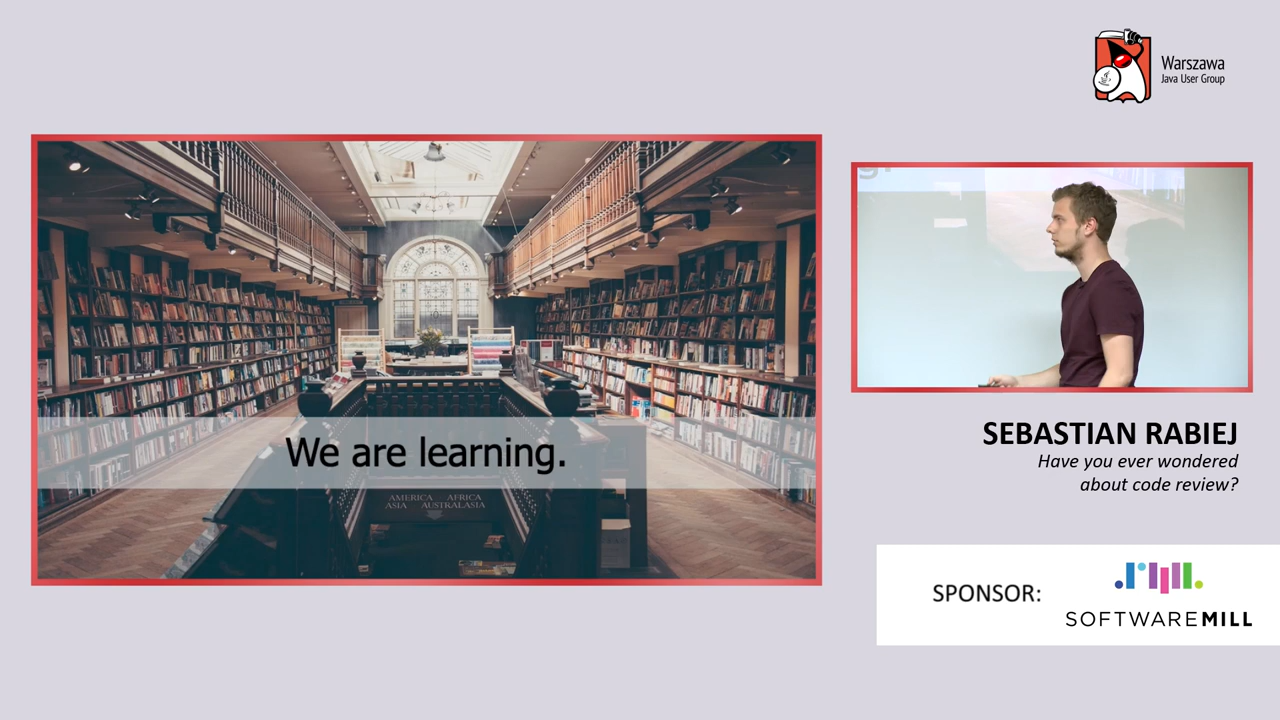 Warszawa
Java User Group
We are learning.
AMERICA AFRICA
ASIA AUSTRALASIA
g.
SEBASTIAN RABIEJ
Have you ever wondered
about code review?
SPONSOR:
SOFTWAREMILL